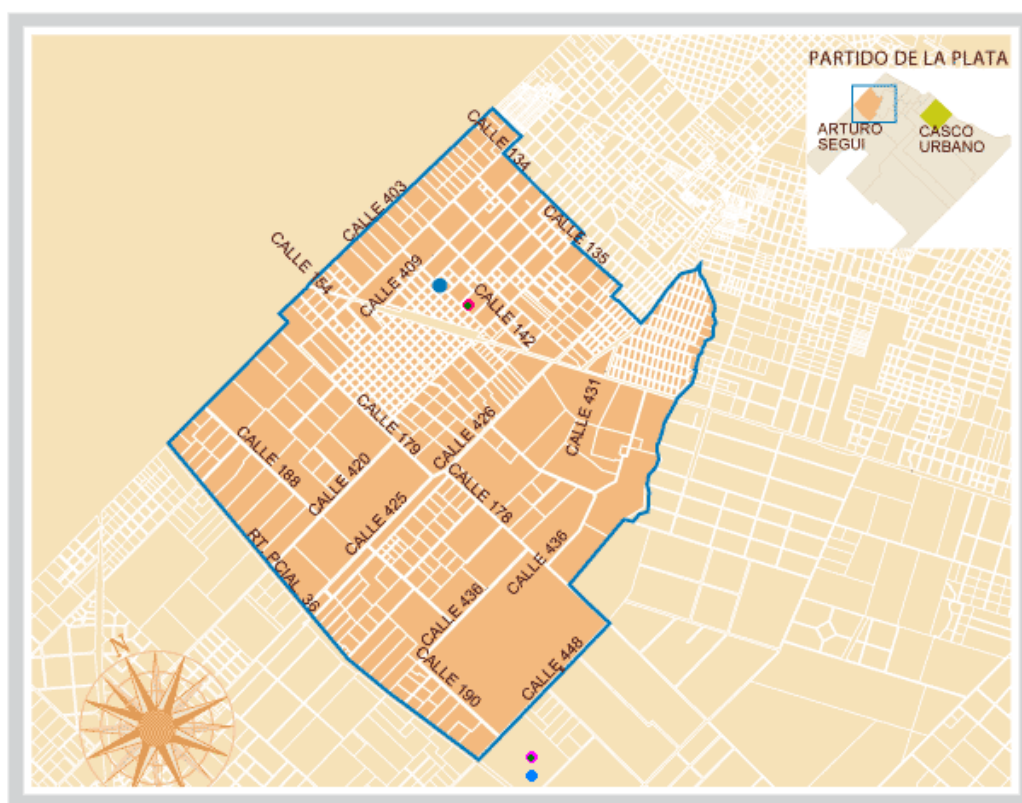 PARTIDO DE LA PLATA
ARTURO
SEGUI
CASCO
URBANO
CALLE 134
CALLE 403
CALLE 135
CALLE 154
CALLE 409
CALLE 142
CALLE 431
CALLE 179
CALLE 426
CALLE 188
CALLE 420
CALLE 178
CALLE 425
RT. PCIAL. 36
CALLE 436
CALLE 436
CALLE 190
CALLE 448
N